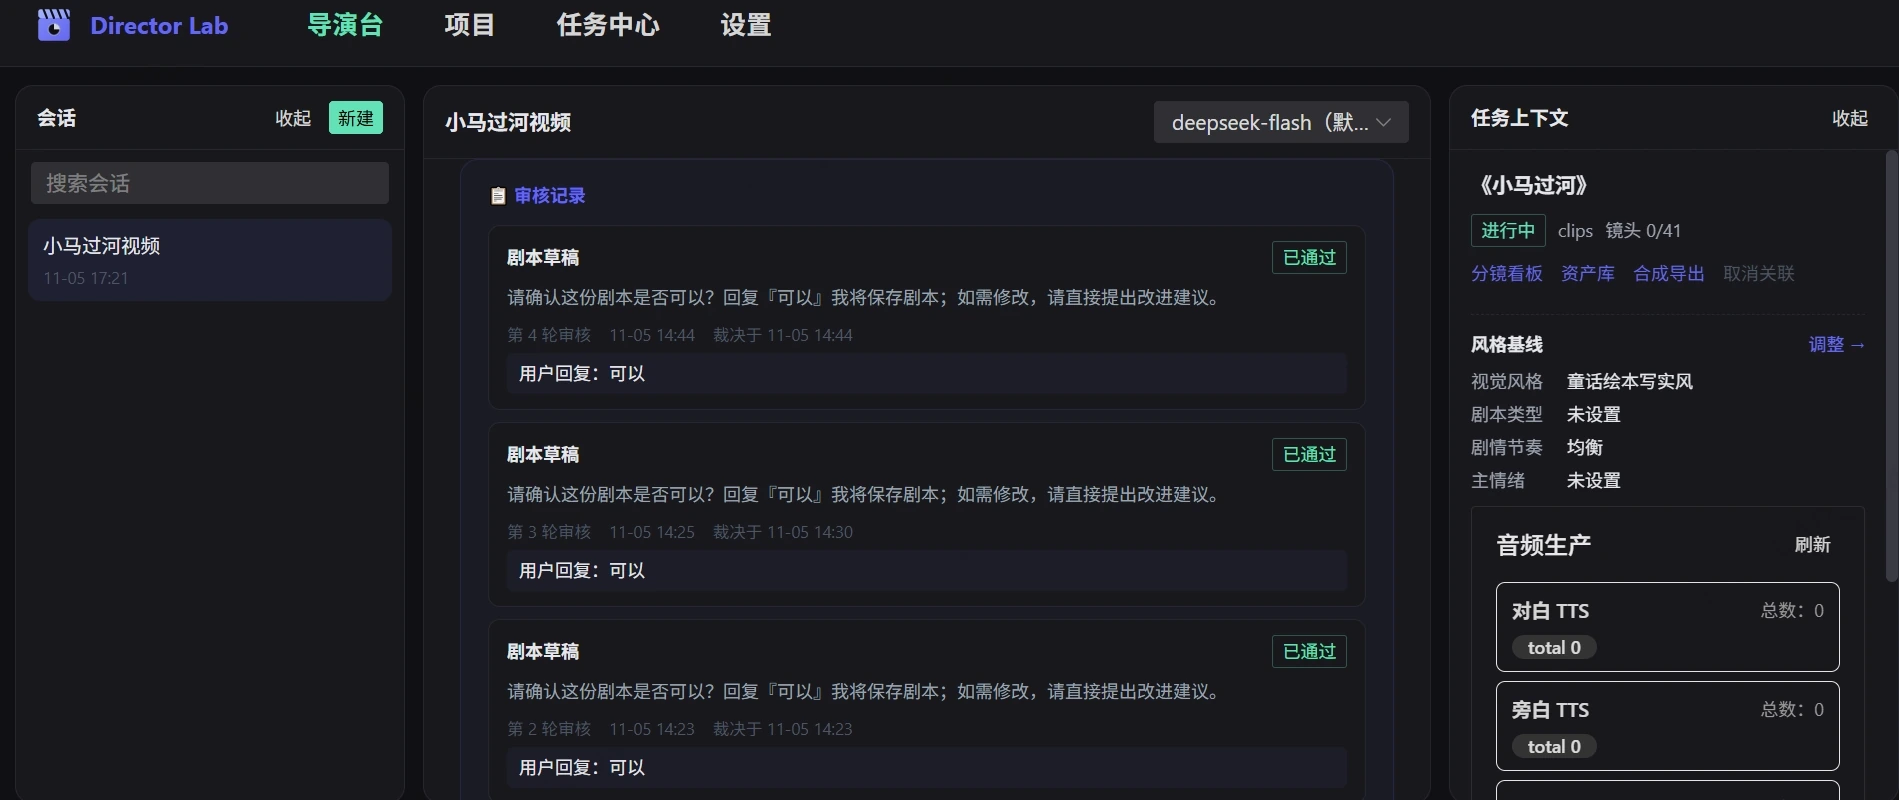 Director Lab 导演台 项目 任务中心 设置
会话 收起 新建
搜索会话
小马过河视频
11-05 17:21
小马过河视频 deepseek-flash（默...
📋 审核记录
剧本草稿 已通过
请确认这份剧本是否可以？回复『可以』我将保存剧本；如需修改，请直接提出改进建议。
第 4 轮审核 11-05 14:44 裁决于 11-05 14:44
用户回复：可以
剧本草稿 已通过
请确认这份剧本是否可以？回复『可以』我将保存剧本；如需修改，请直接提出改进建议。
第 3 轮审核 11-05 14:25 裁决于 11-05 14:30
用户回复：可以
剧本草稿 已通过
请确认这份剧本是否可以？回复『可以』我将保存剧本；如需修改，请直接提出改进建议。
第 2 轮审核 11-05 14:23 裁决于 11-05 14:23
用户回复：可以
任务上下文 收起
《小马过河》
进行中 clips 镜头 0/41
分镜看板 资产库 合成导出 取消关联
风格基线 调整 →
视觉风格 童话绘本写实风
剧本类型 未设置
剧情节奏 均衡
主情绪 未设置
音频生产 刷新
对白 TTS 总数：0
total 0
旁白 TTS 总数：0
total 0